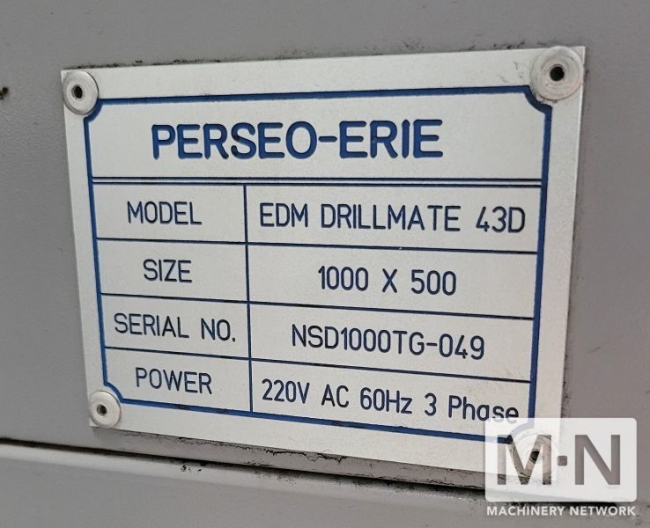 PERSEO-ERIE
MODEL EDM DRILLMATE 43D
SIZE 1000 X 500
SERIAL NO. NSD1000TG-049
POWER 220V AC 60Hz 3 Phase
M·N
MACHINERY NETWORK